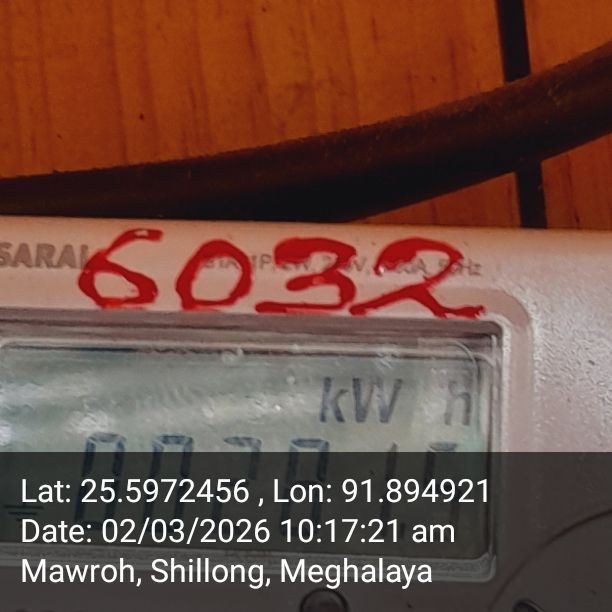 SARAL
6032
kW h
Lat: 25.5972456 , Lon: 91.894921
Date: 02/03/2026 10:17:21 am
Mawroh, Shillong, Meghalaya